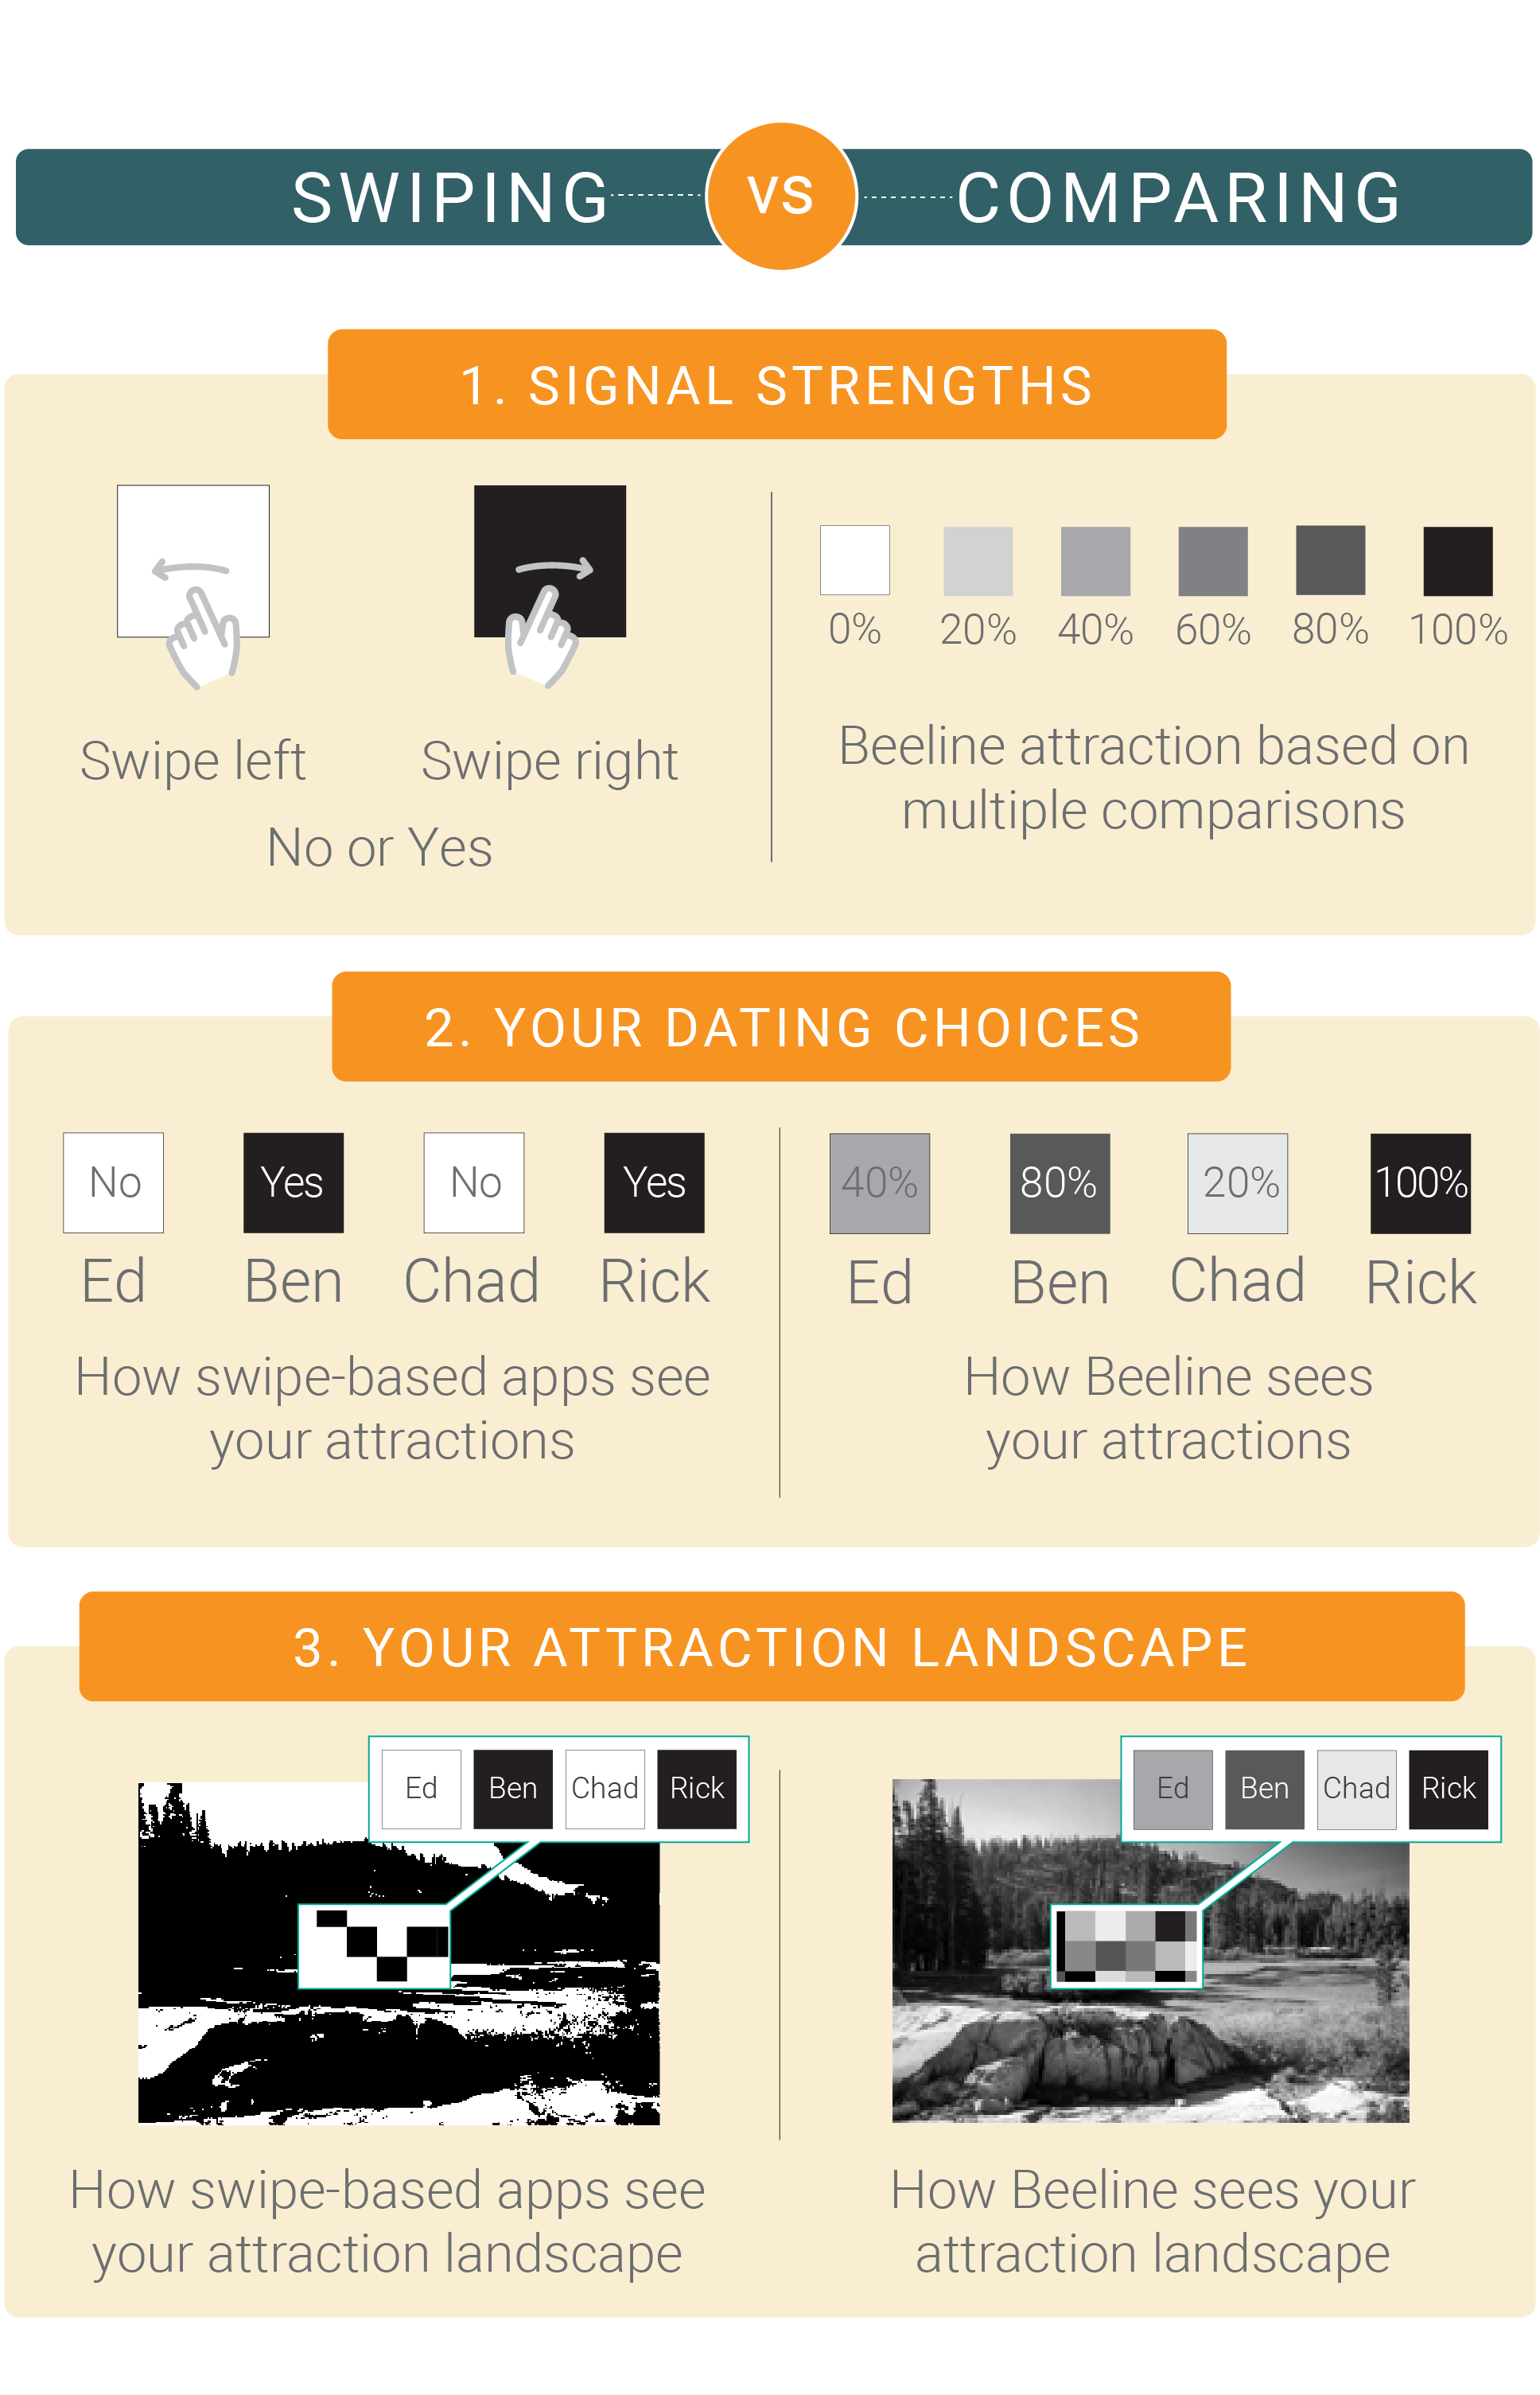 SWIPING vs COMPARING
1. SIGNAL STRENGTHS
Swipe left
Swipe right
No or Yes
0% 20% 40% 60% 80% 100%
Beeline attraction based on
multiple comparisons
2. YOUR DATING CHOICES
No Yes No Yes
Ed Ben Chad Rick
How swipe-based apps see
your attractions
40% 80% 20% 100%
Ed Ben Chad Rick
How Beeline sees
your attractions
3. YOUR ATTRACTION LANDSCAPE
Ed Ben Chad Rick
How swipe-based apps see
your attraction landscape
Ed Ben Chad Rick
How Beeline sees your
attraction landscape